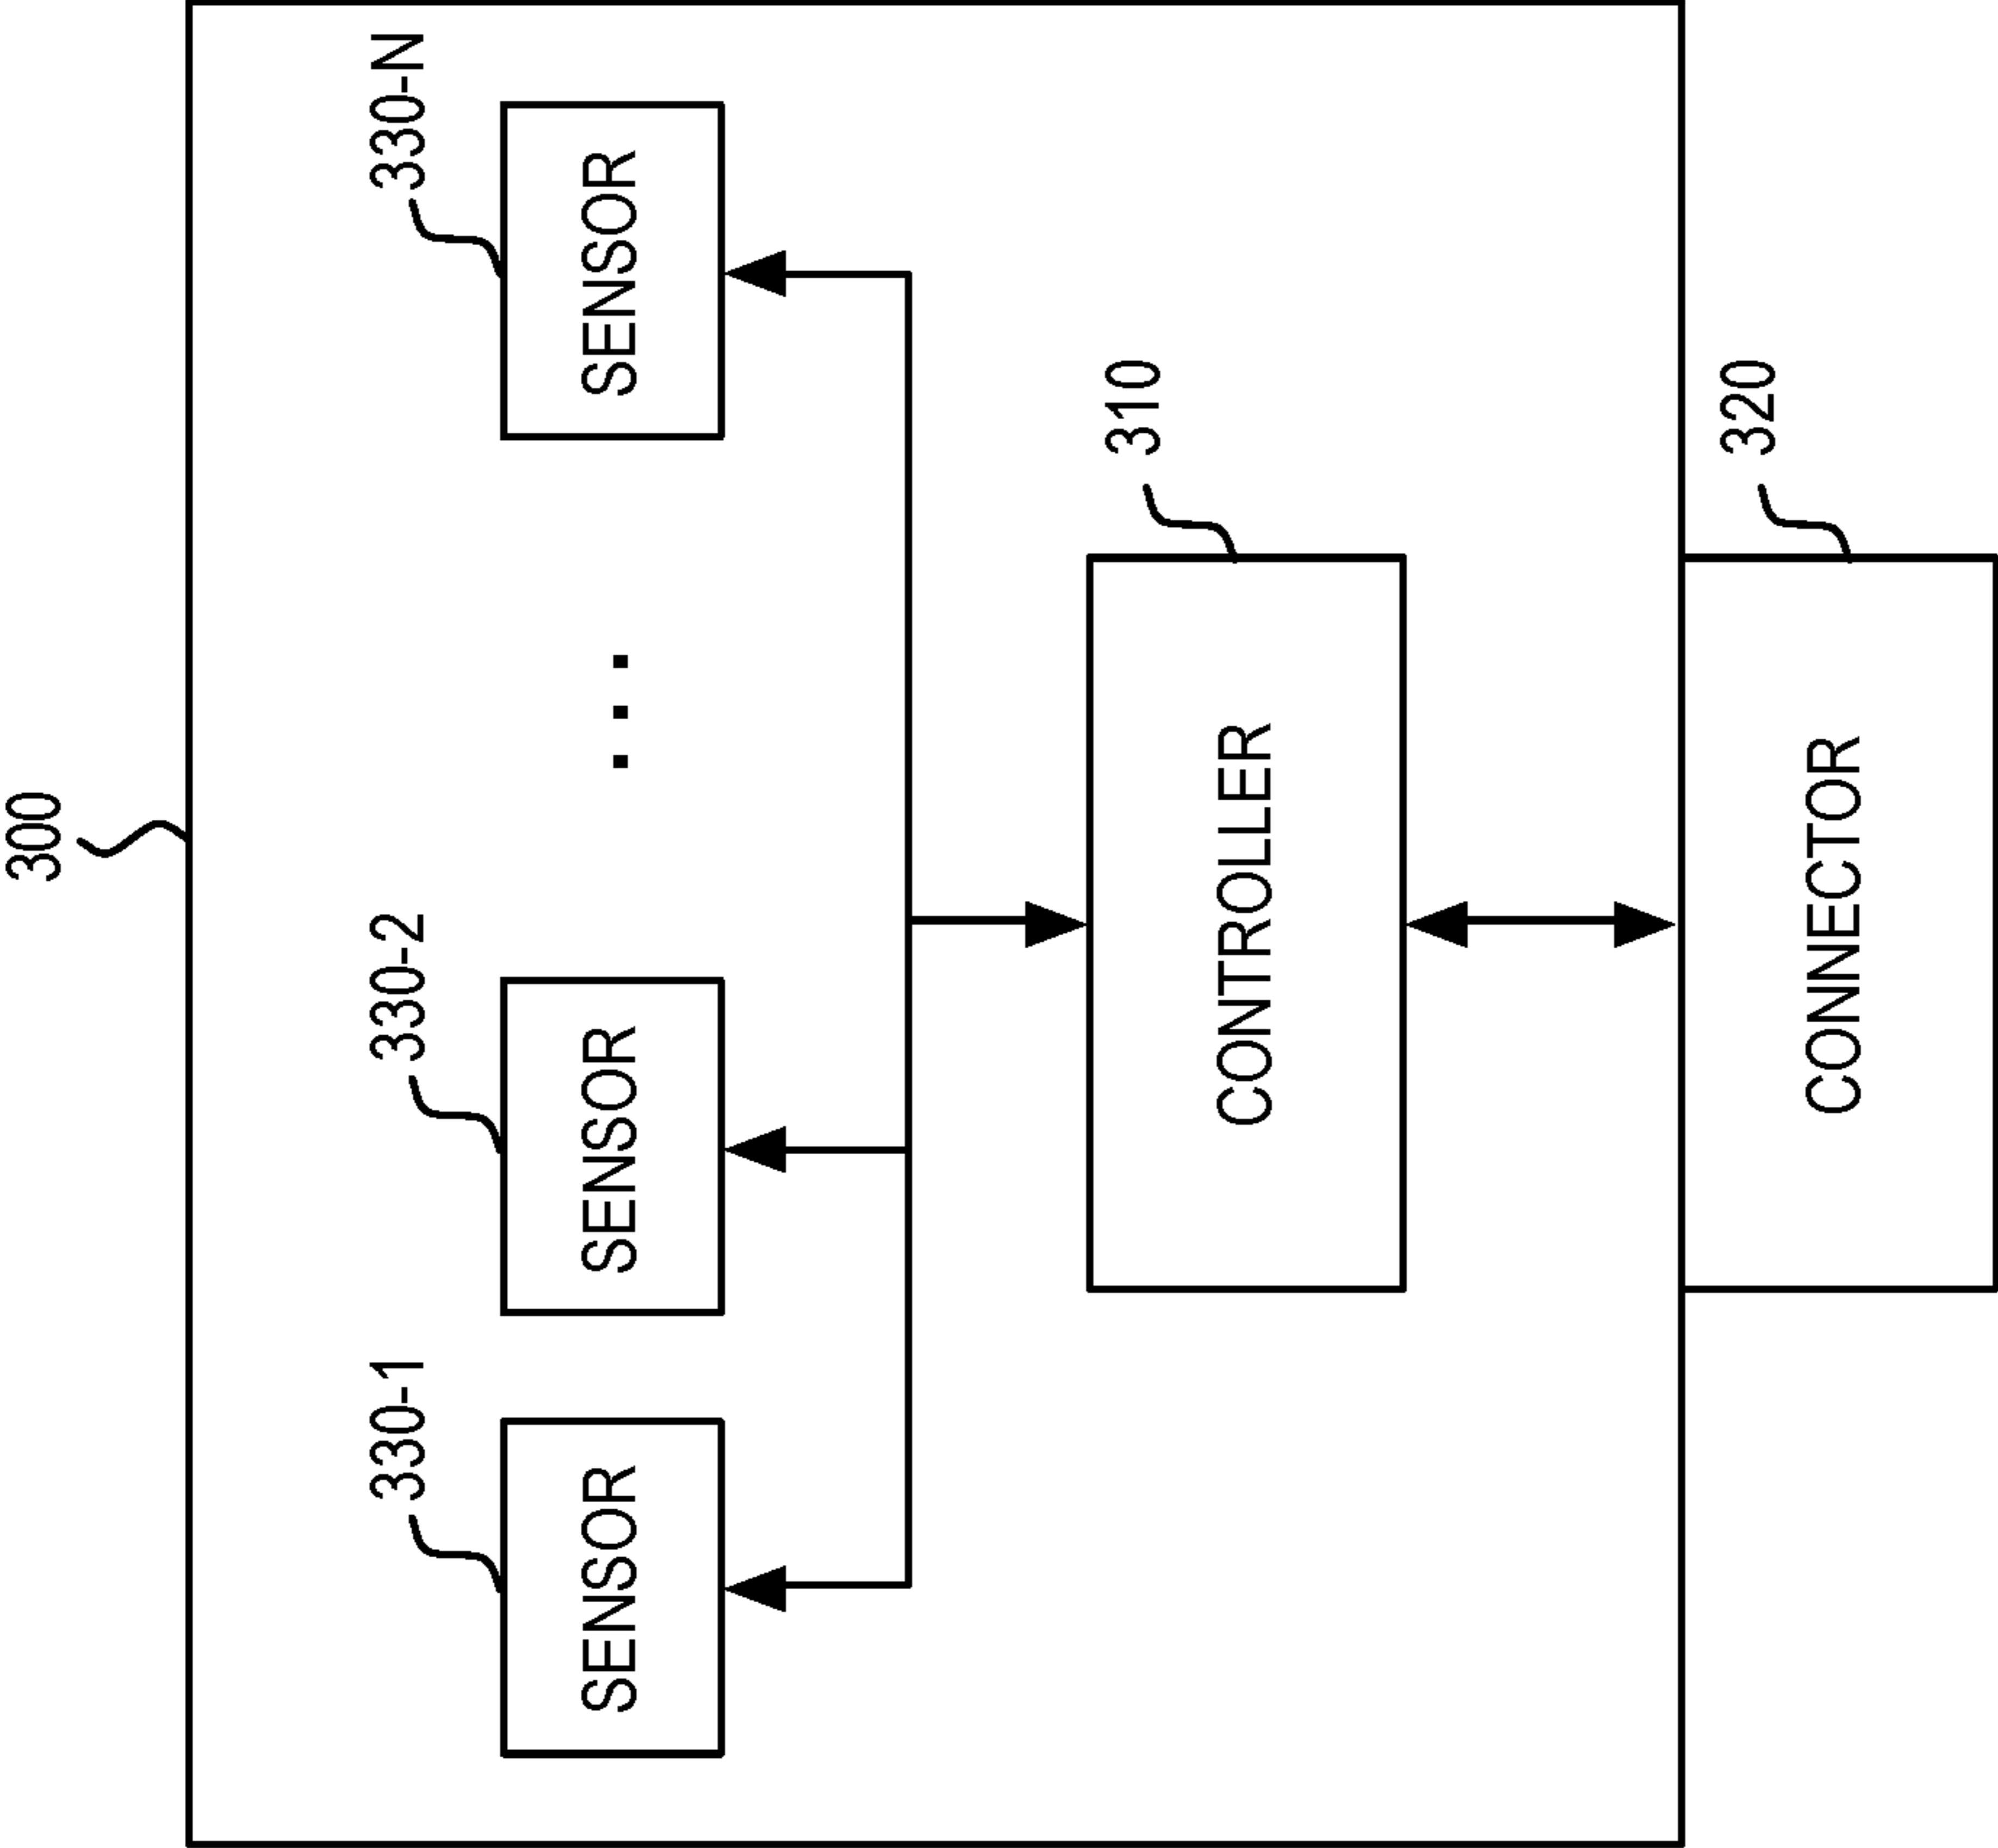 300
330-1
330-2
330-N
SENSOR
SENSOR
...
SENSOR
310
CONTROLLER
320
CONNECTOR